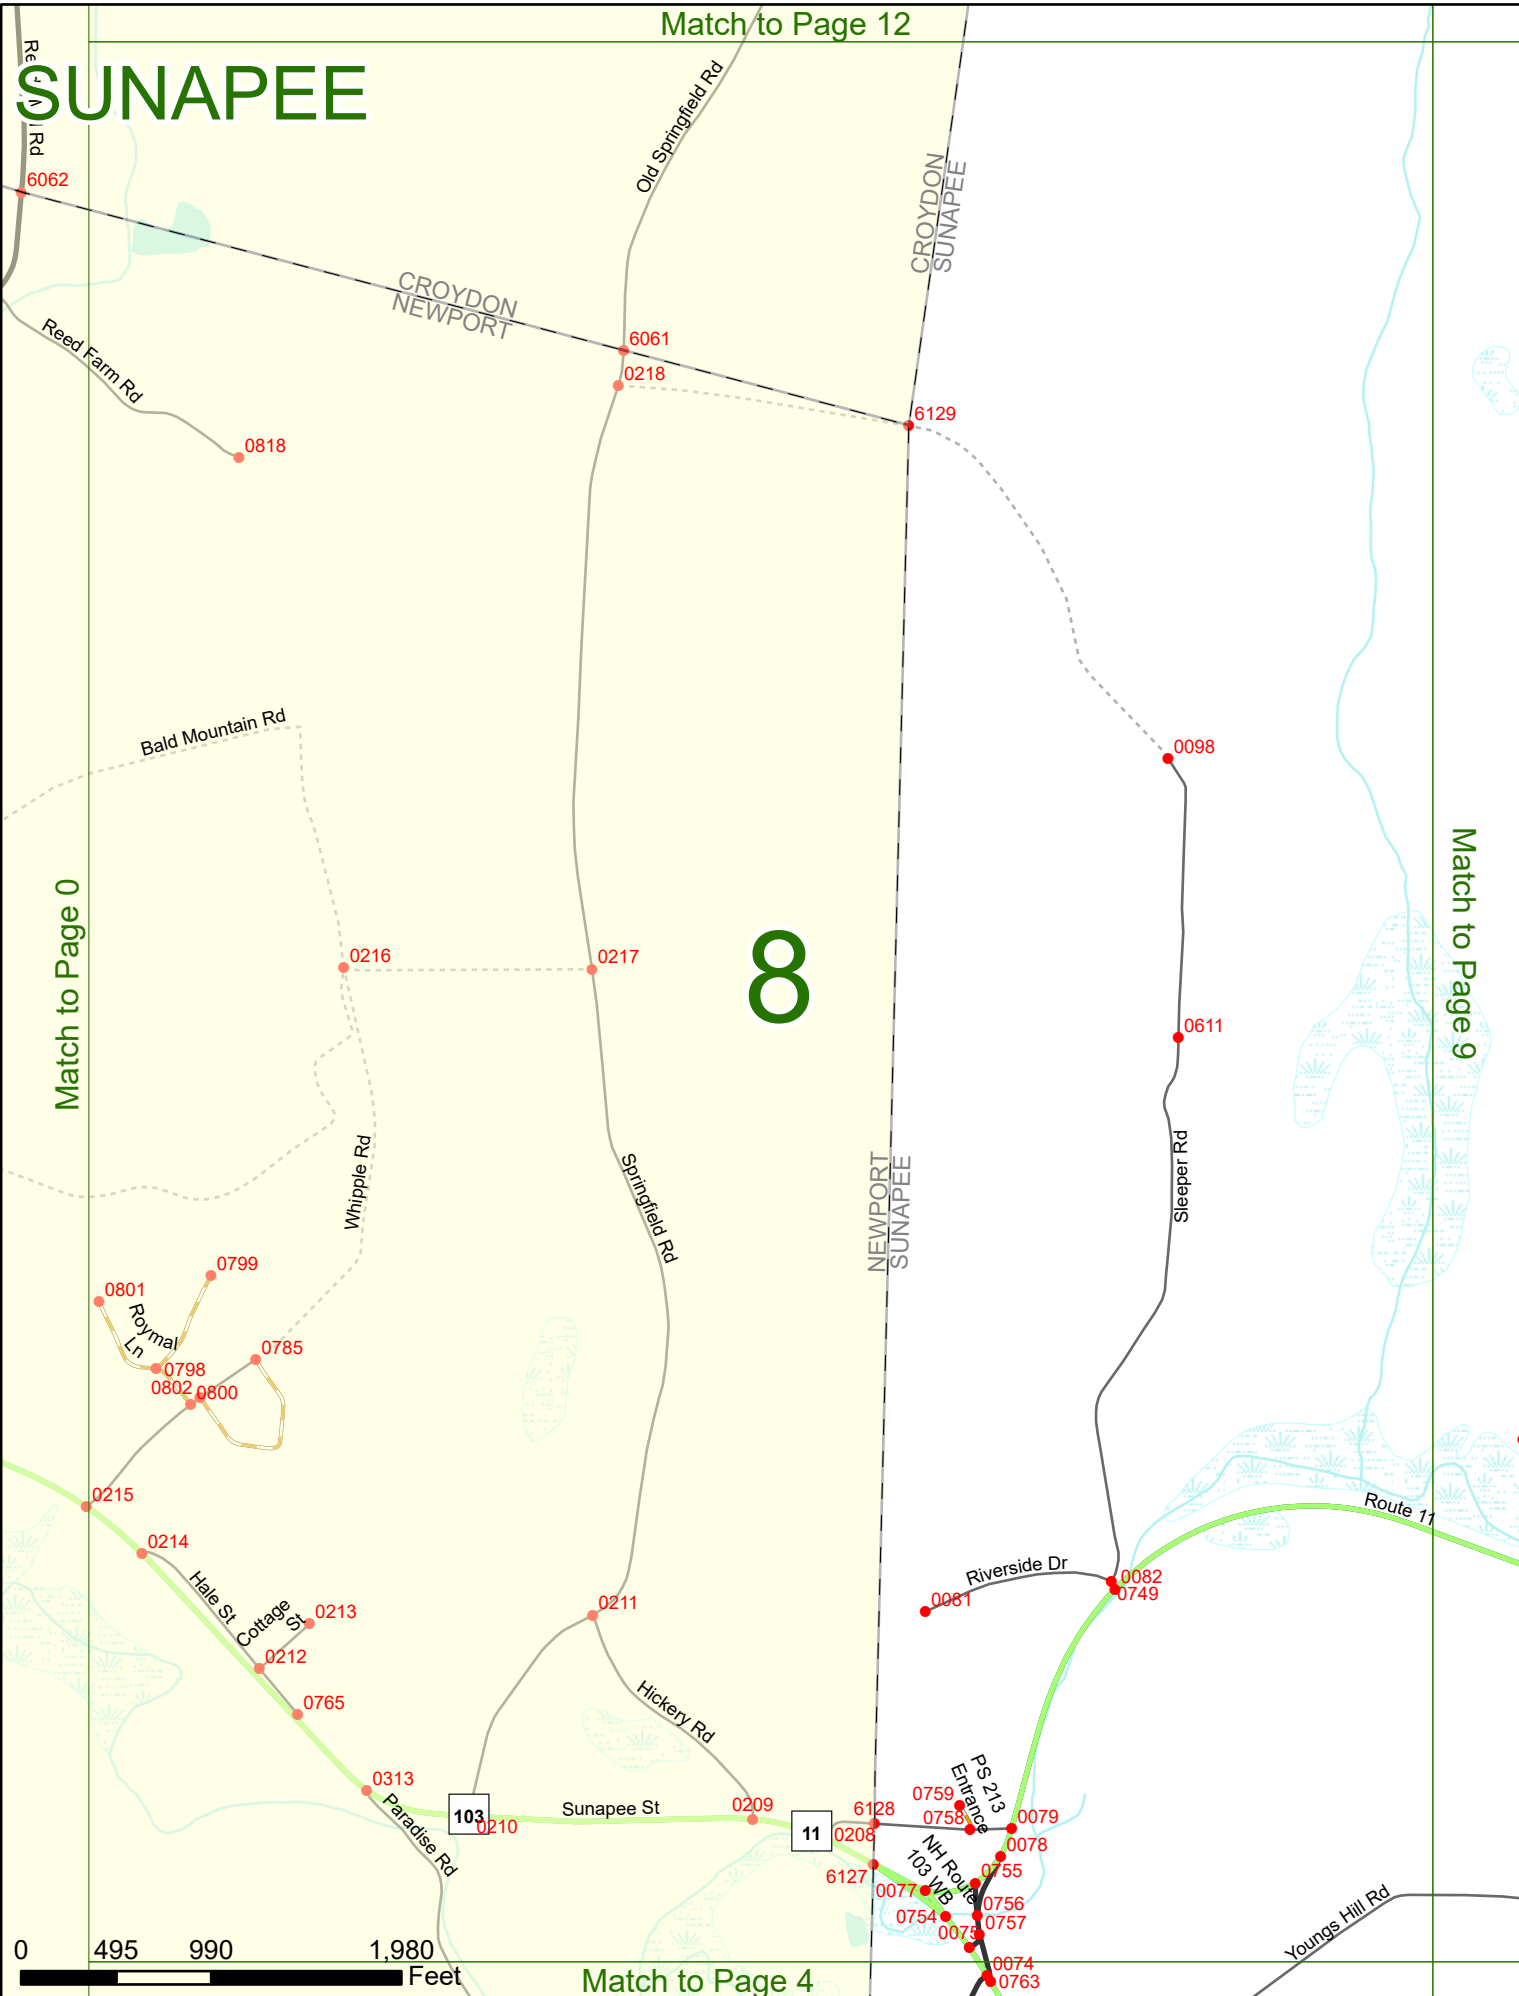 Match to Page 12
SUNAPEE
Rd
Old Springfield Rd
6062
CROYDON
SUNAPEE
CROYDON
NEWPORT
Reed Farm Rd
6061
0218
6129
0818
Bald Mountain Rd
0098
Match to Page 0
Match to Page 9
0216
0217
8
0611
Whipple Rd
Springfield Rd
NEWPORT
SUNAPEE
Sleeper Rd
0799
0801
Roymal
Ln
0785
0798
0802
0800
0215
Route 11
0214
Hale St
Cottage
St
0213
0212
0211
Riverside Dr
0081
0082
0749
0765
Hickery Rd
0313
Paradise Rd
103
0210
Sunapee St
0209
11
6128
0208
0759
0758
PS 213
Entrance
0079
0078
6127
0077
NH Route
103 WB
0755
0756
0757
0754
0075
0074
0763
Youngs Hill Rd
0
495
990
1,980
Feet
Match to Page 4